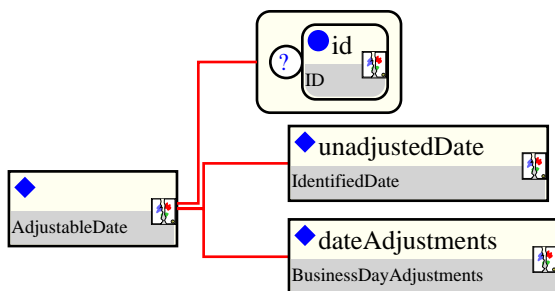 ? id
ID
unadjustedDate
IdentifiedDate
AdjustableDate
dateAdjustments
BusinessDayAdjustments